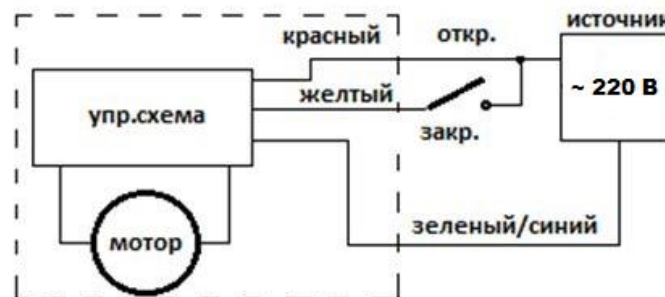 источник
красный
откр.
~ 220 В
желтый
упр.схема
закр.
зеленый/синий
мотор